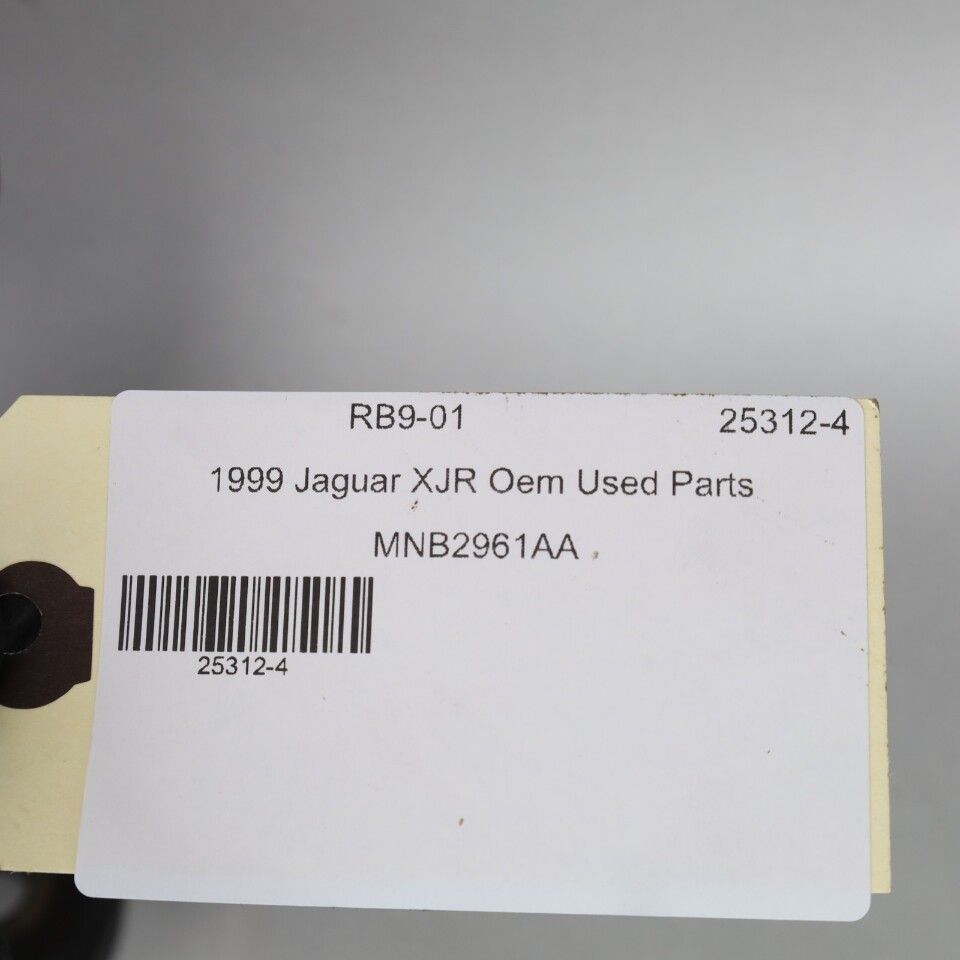 RB9-01 25312-4
1999 Jaguar XJR Oem Used Parts
MNB2961AA
25312-4